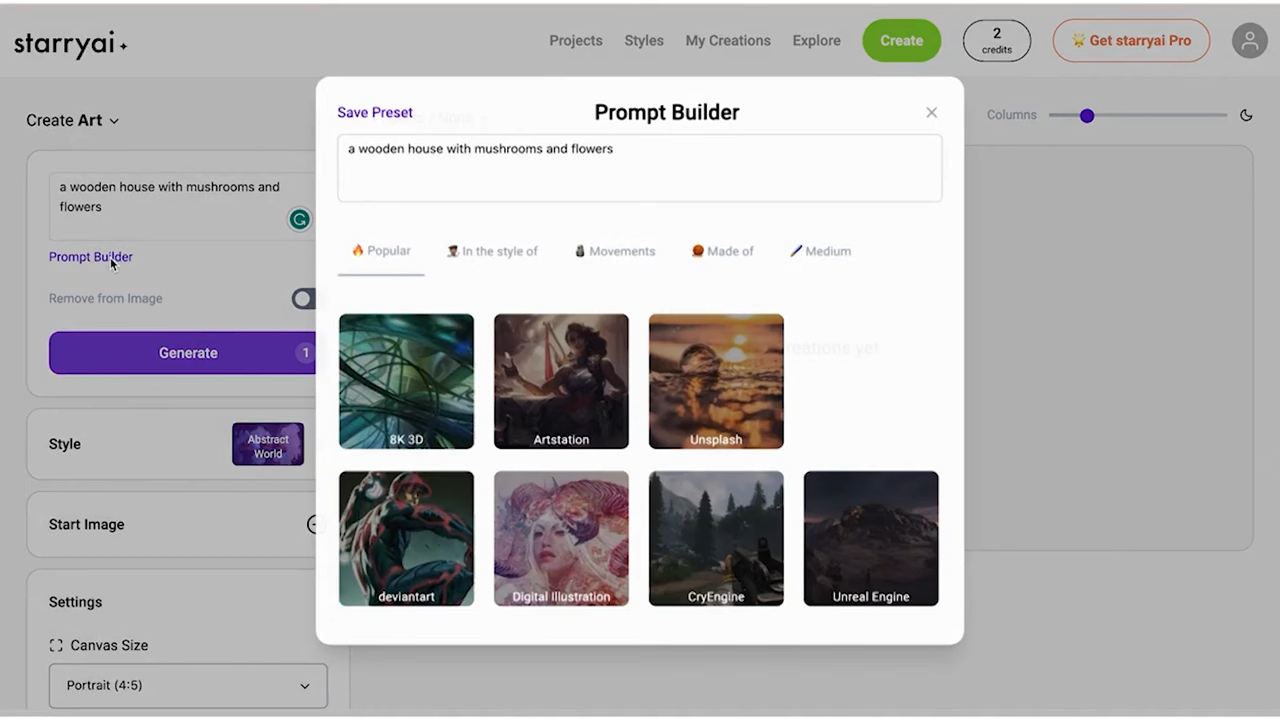 starryai
Projects
Styles
My Creations
Explore
Create
2
credits
Get starryai Pro
Create Art
Columns
a wooden house with mushrooms and
flowers
Prompt Builder
Remove from Image
Generate
1
Style
Abstract
World
Start Image
Settings
Canvas Size
Portrait (4:5)
Save Preset
Prompt Builder
a wooden house with mushrooms and flowers
Popular
In the style of
Movements
Made of
Medium
8K 3D
Artstation
Unsplash
deviantart
Digital Illustration
CryEngine
Unreal Engine
yet